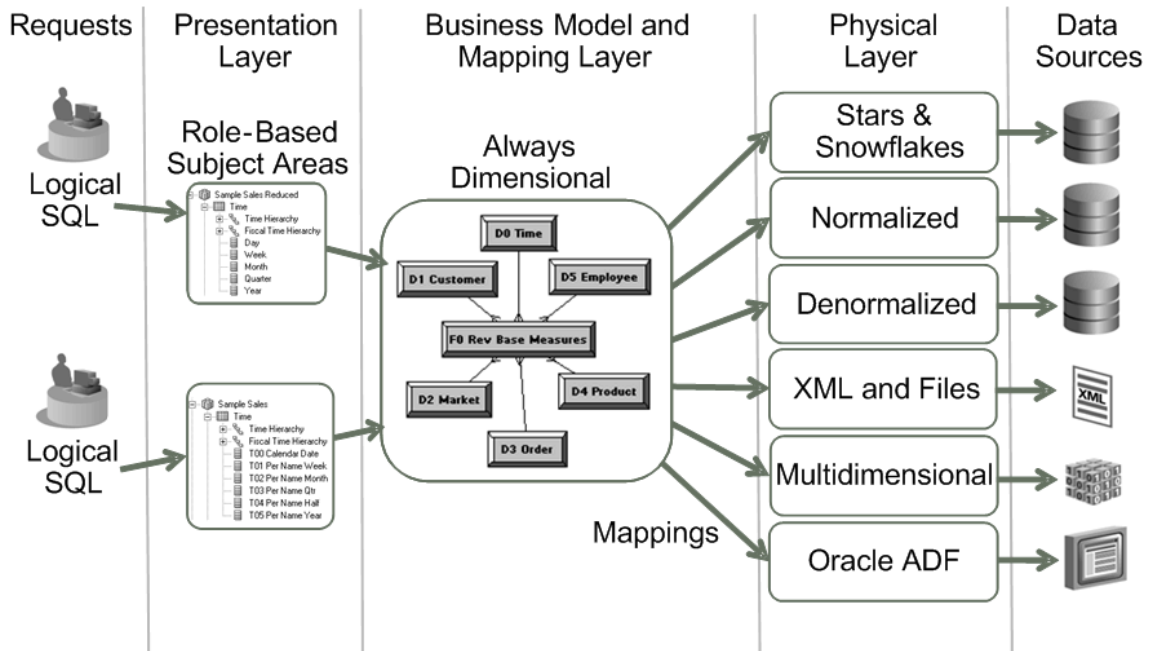 Requests
Presentation
Layer
Business Model and
Mapping Layer
Physical
Layer
Data
Sources
Logical
SQL
Logical
SQL
Role-Based
Subject Areas
Sample Sales Reduced
Time
Time Hierarchy
Fiscal Time Hierarchy
Day
Week
Month
Quarter
Year
Sample Sales
Time
Time Hierarchy
Fiscal Time Hierarchy
T00 Calendar Date
T01 Per Name Week
T02 Per Name Month
T03 Per Name Qtr
T04 Per Name Half
T05 Per Name Year
Always
Dimensional
D0 Time
D1 Customer
D5 Employee
F0 Rev Base Measures
D2 Market
D4 Product
D3 Order
Mappings
Stars &
Snowflakes
Normalized
Denormalized
XML and Files
Multidimensional
Oracle ADF
XML